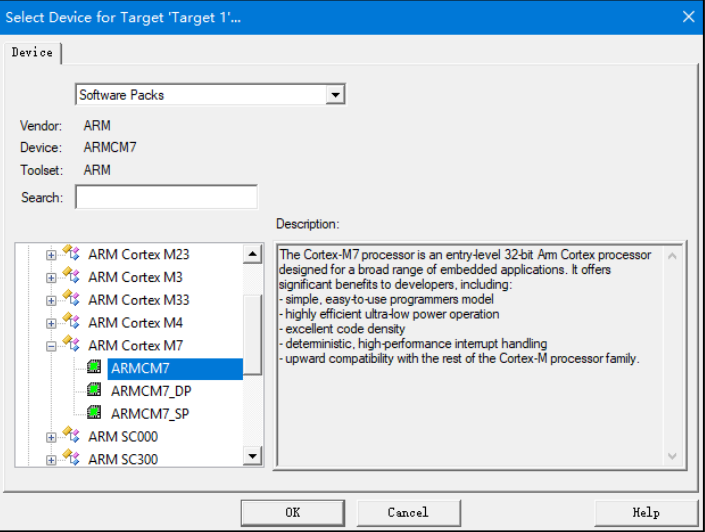 Select Device for Target 'Target 1'...
Device
Software Packs
Vendor: ARM
Device: ARMCM7
Toolset: ARM
Search:
Description:
ARM Cortex M23
ARM Cortex M3
ARM Cortex M33
ARM Cortex M4
ARM Cortex M7
ARMCM7
ARMCM7_DP
ARMCM7_SP
ARM SC000
ARM SC300
The Cortex-M7 processor is an entry-level 32-bit Arm Cortex processor
designed for a broad range of embedded applications. It offers
significant benefits to developers, including:
- simple, easy-to-use programmers model
- highly efficient ultra-low power operation
- excellent code density
- deterministic, high-performance interrupt handling
- upward compatibility with the rest of the Cortex-M processor family.
OK
Cancel
Help